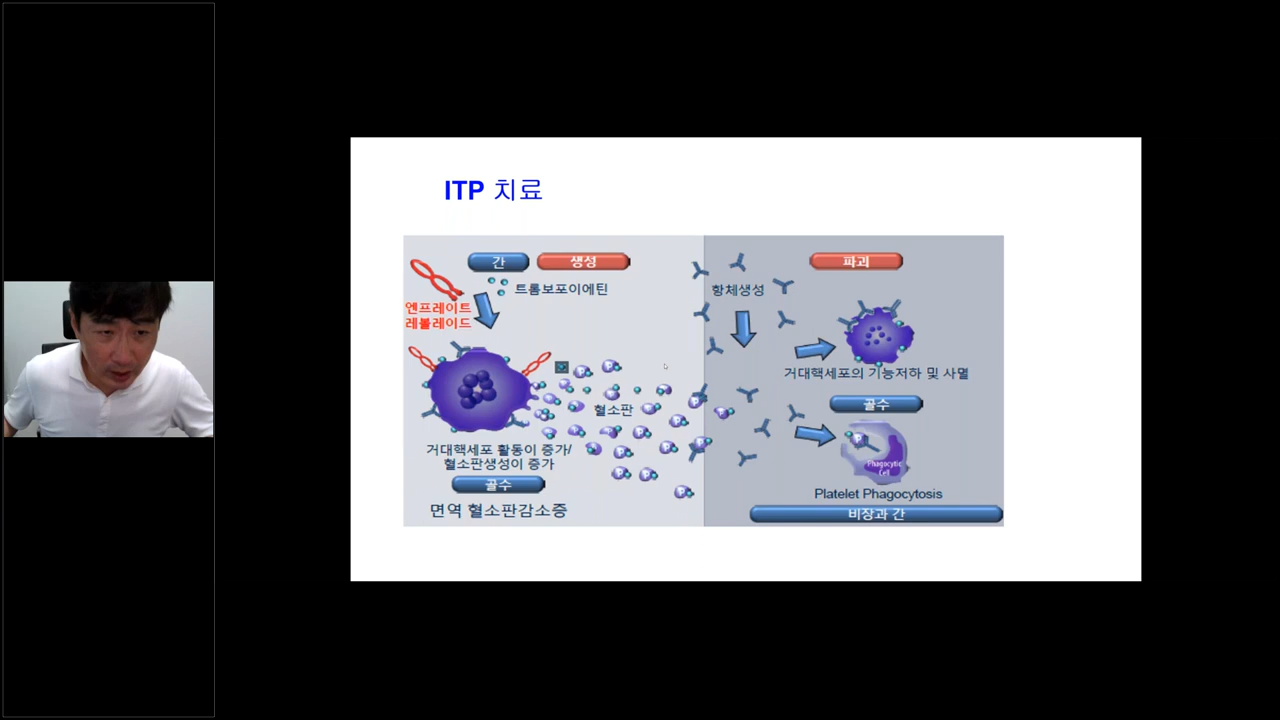 ITP 치료
간
생성
트롬보포이에틴
엔프레이트
레볼레이드
혈소판
거대핵세포 활동이 증가/
혈소판생성이 증가
골수
면역 혈소판감소증
파괴
항체생성
거대핵세포의 기능저하 및 사멸
골수
Phagocytic
Cell
Platelet Phagocytosis
비장과 간